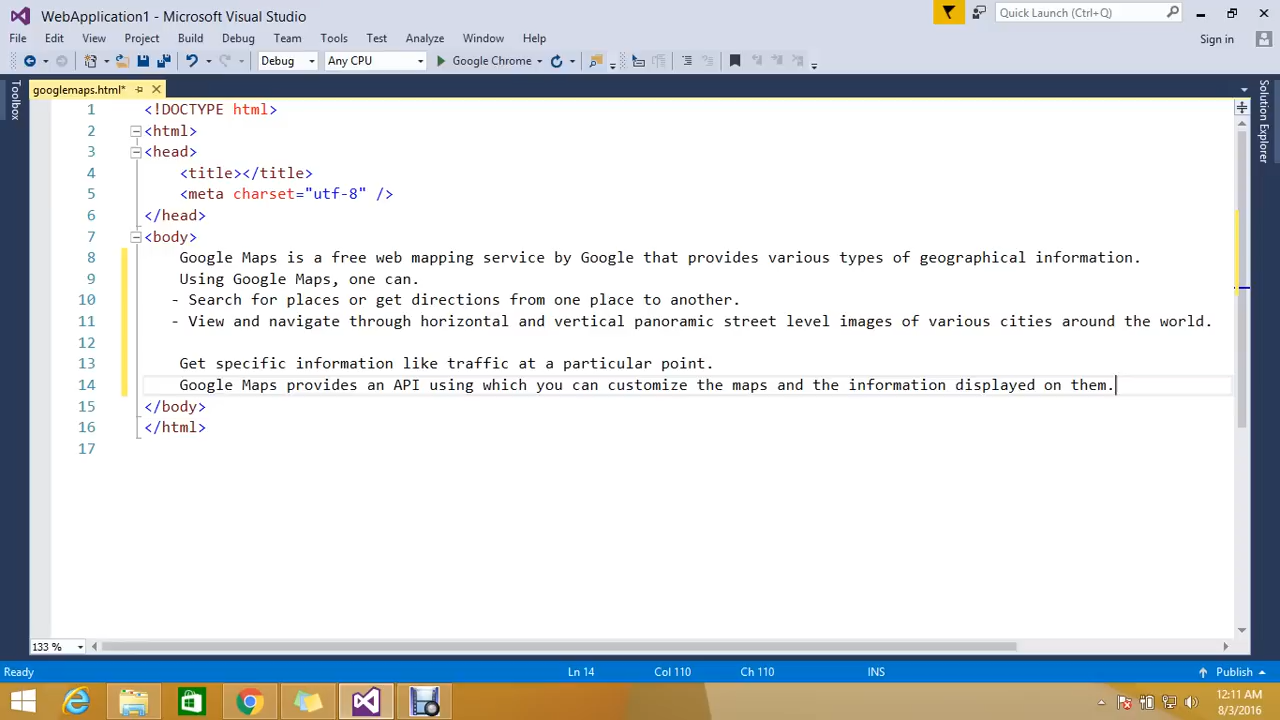 WebApplication1 - Microsoft Visual Studio
Quick Launch (Ctrl+Q)
File Edit View Project Build Debug Team Tools Test Analyze Window Help
Sign in
Debug Any CPU Google Chrome
Toolbox
googlemaps.html*
Solution Explorer
1 <!DOCTYPE html>
2 <html>
3 <head>
4 <title></title>
5 <meta charset="utf-8" />
6 </head>
7 <body>
8 Google Maps is a free web mapping service by Google that provides various types of geographical information.
9 Using Google Maps, one can.
10 - Search for places or get directions from one place to another.
11 - View and navigate through horizontal and vertical panoramic street level images of various cities around the world.
12
13 Get specific information like traffic at a particular point.
14 Google Maps provides an API using which you can customize the maps and the information displayed on them.
15 </body>
16 </html>
17
133 %
Ready Ln 14 Col 110 Ch 110 INS Publish
12:11 AM
8/3/2016